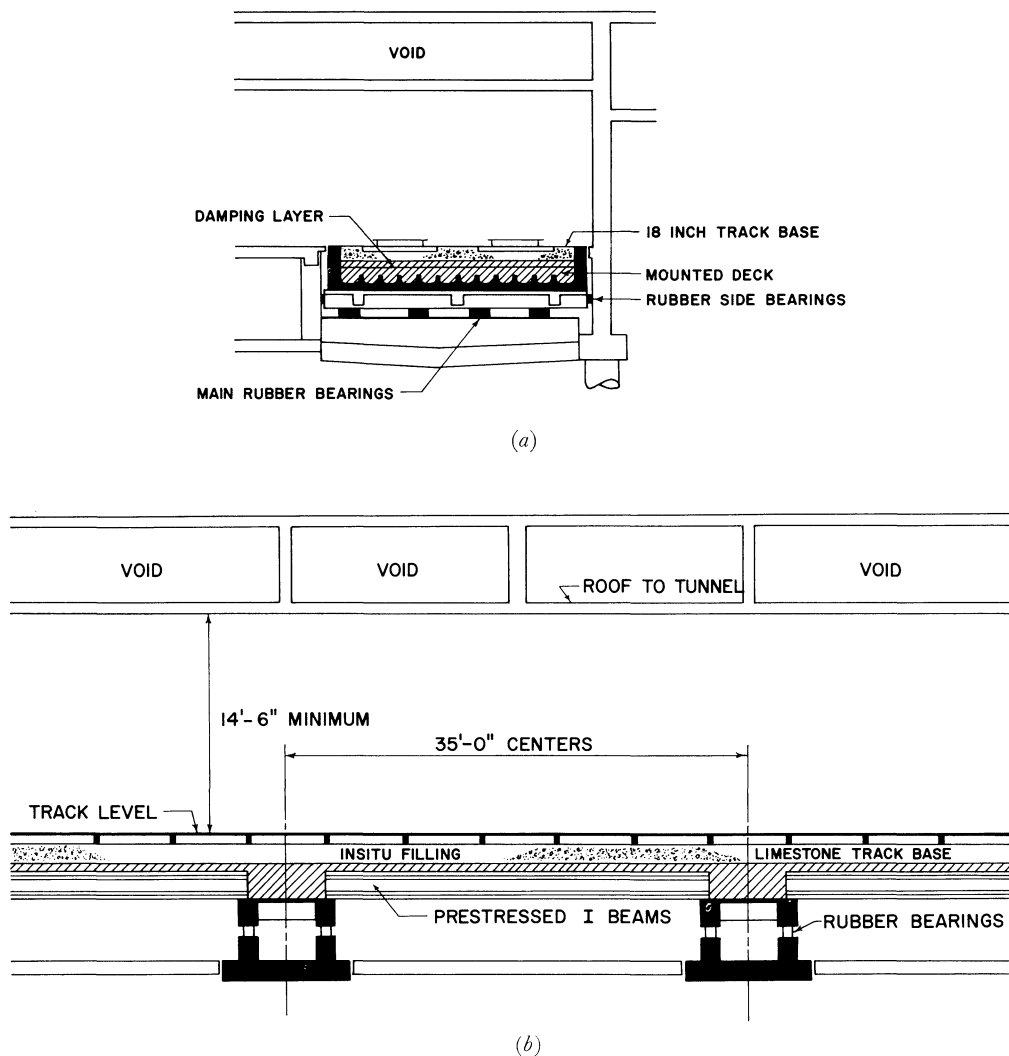 VOID
DAMPING LAYER
18 INCH TRACK BASE
MOUNTED DECK
RUBBER SIDE BEARINGS
MAIN RUBBER BEARINGS
(a)
VOID
VOID
VOID
ROOF TO TUNNEL
14'-6" MINIMUM
35'-0" CENTERS
TRACK LEVEL
INSITU FILLING
LIMESTONE TRACK BASE
PRESTRESSED I BEAMS
RUBBER BEARINGS
(b)